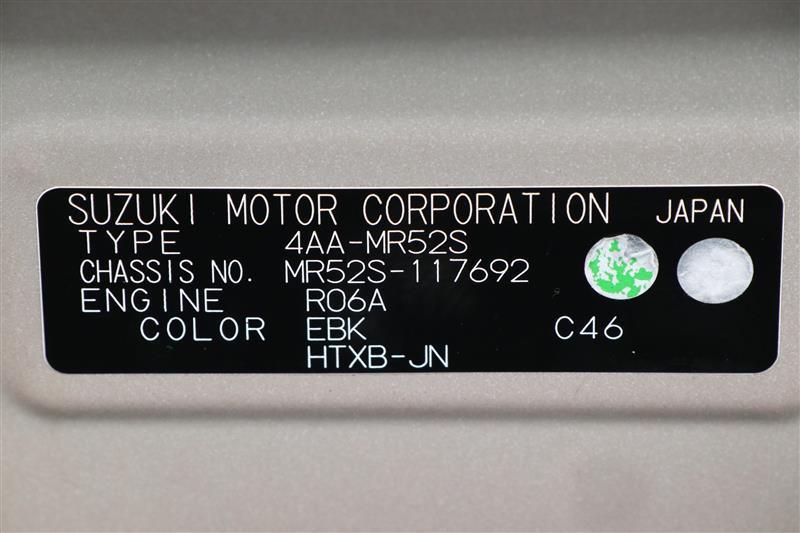 SUZUKI MOTOR CORPORATION JAPAN
TYPE 4AA-MR52S
CHASSIS NO. MR52S-117692
ENGINE R06A
COLOR EBK C46
HTXB-JN